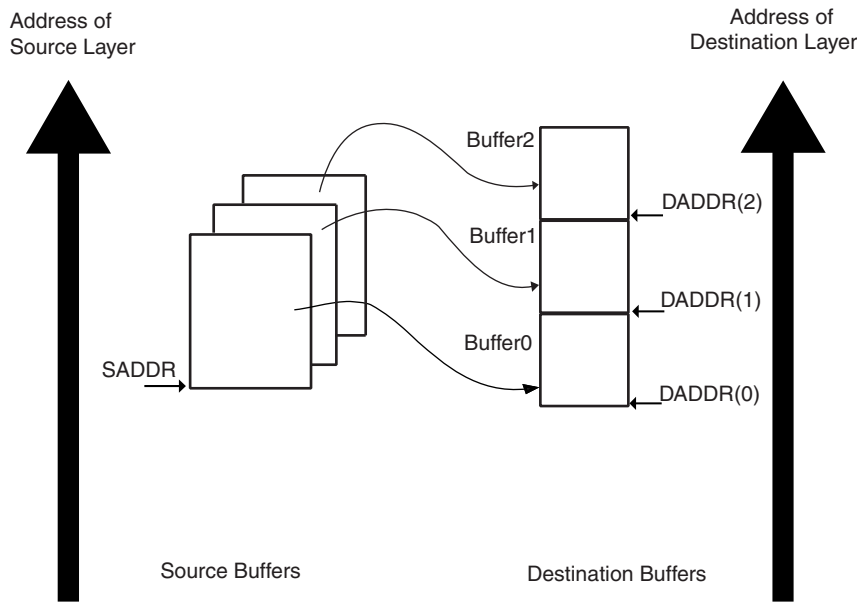 Address of
Source Layer
Address of
Destination Layer
Buffer2
DADDR(2)
Buffer1
DADDR(1)
Buffer0
SADDR
DADDR(0)
Source Buffers
Destination Buffers